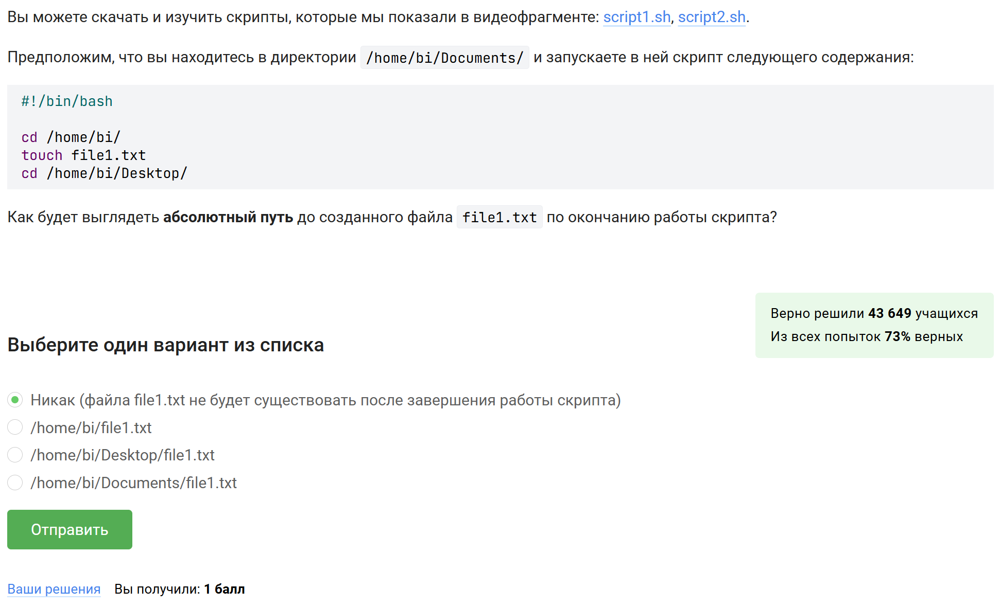 Вы можете скачать и изучить скрипты, которые мы показали в видеофрагменте: script1.sh, script2.sh.
Предположим, что вы находитесь в директории /home/bi/Documents/ и запускаете в ней скрипт следующего содержания:
#!/bin/bash
cd /home/bi/
touch file1.txt
cd /home/bi/Desktop/
Как будет выглядеть абсолютный путь до созданного файла file1.txt по окончанию работы скрипта?
Верно решили 43 649 учащихся
Из всех попыток 73% верных
Выберите один вариант из списка
Никак (файла file1.txt не будет существовать после завершения работы скрипта)
/home/bi/file1.txt
/home/bi/Desktop/file1.txt
/home/bi/Documents/file1.txt
Отправить
Ваши решения Вы получили: 1 балл